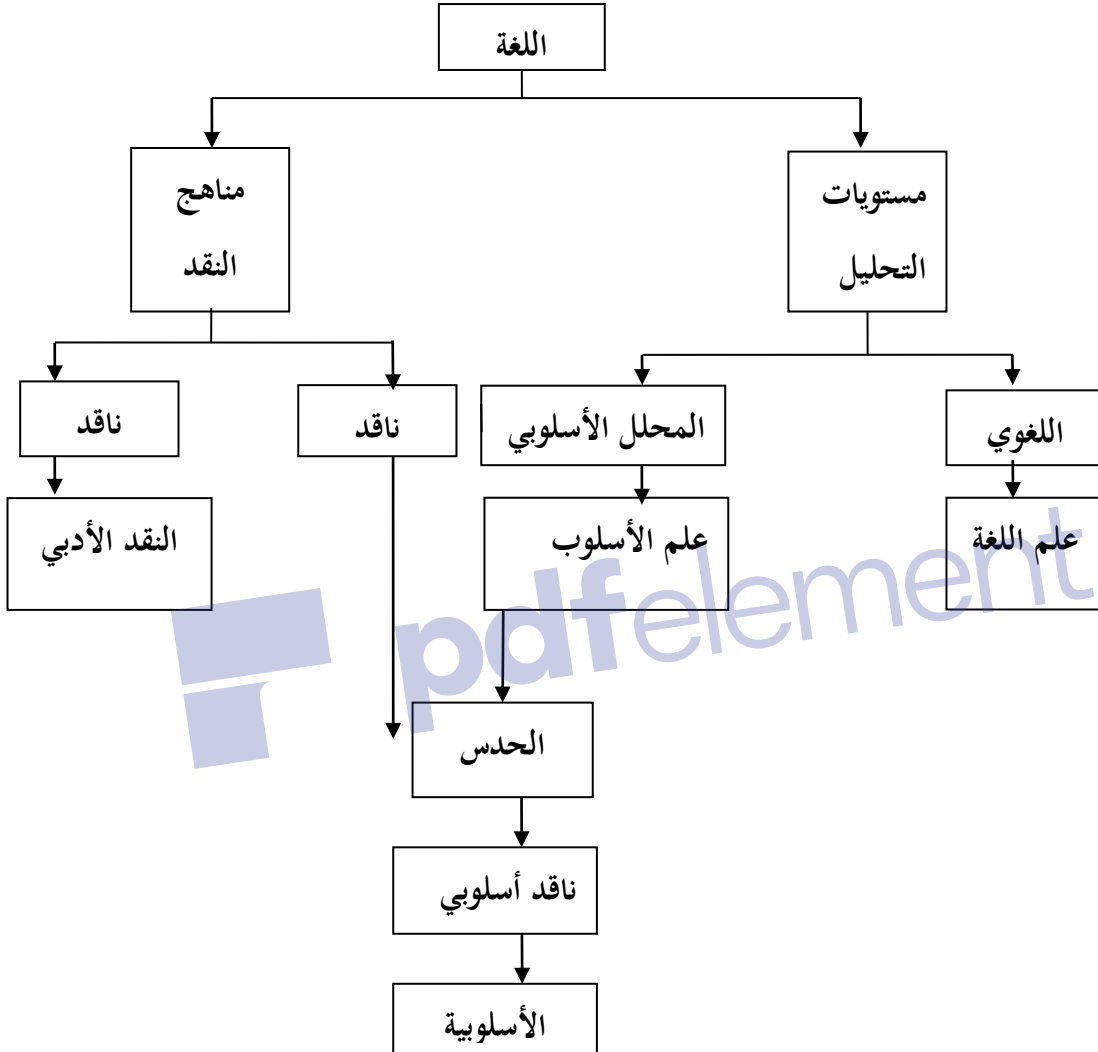 اللغة
مستويات
التحليل
مناهج
النقد
اللغوي
المحلل الأسلوبي
ناقد
ناقد
علم اللغة
علم الأسلوب
النقد الأدبي
pdfelement
الحدس
ناقد أسلوبي
الأسلوبية